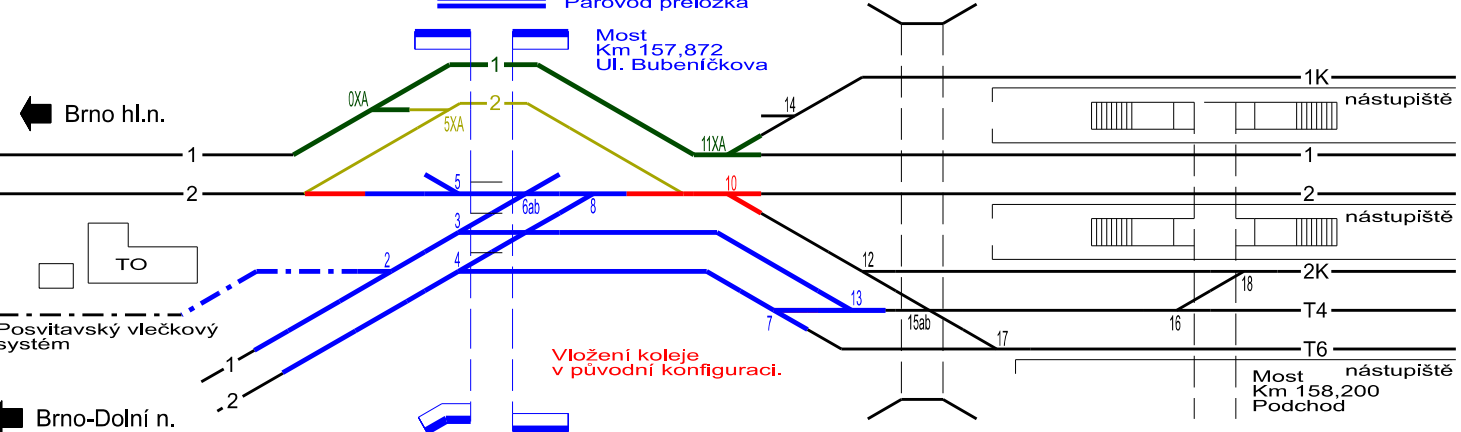 Parovod přeložka
Most
Km 157,872
Ul. Bubeníčkova
1
1K
0XA
2
14
nástupiště
Brno hl.n.
5XA
11XA
1
1
5
10
2
6ab
8
2
3
nástupiště
TO
2
4
12
2K
18
13
T4
Posvitavský vlečkový
systém
7
15ab
16
17
T6
1
Vložení koleje
v původní konfiguraci.
nástupiště
Most
Km 158,200
Podchod
2
Brno-Dolní n.